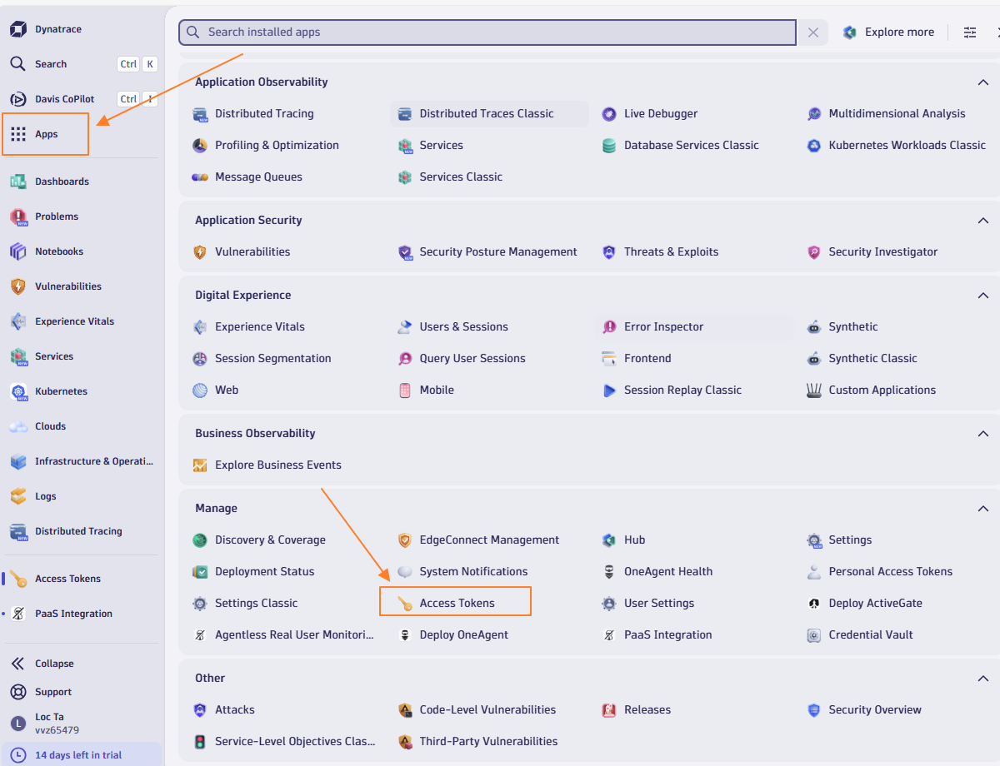 Dynatrace
Search Ctrl K
Davis CoPilot Ctrl I
Apps
Dashboards
Problems
NEW
Notebooks
Vulnerabilities
Experience Vitals
Services
NEW
Kubernetes
NEW
Clouds
Infrastructure & Operati...
Logs
Distributed Tracing
NEW
Access Tokens
PaaS Integration
Collapse
Support
L
Loc Ta
vvz65479
14 days left in trial
Search installed apps
Explore more
Application Observability
Distributed Tracing Distributed Traces Classic Live Debugger Multidimensional Analysis
NEW
Profiling & Optimization Services Database Services Classic Kubernetes Workloads Classic
NEW
Message Queues Services Classic
Application Security
Vulnerabilities Security Posture Management Threats & Exploits Security Investigator
NEW
Digital Experience
Experience Vitals Users & Sessions Error Inspector Synthetic
Session Segmentation Query User Sessions Frontend Synthetic Classic
Web Mobile Session Replay Classic Custom Applications
Business Observability
Explore Business Events
Manage
Discovery & Coverage EdgeConnect Management Hub Settings
NEW
Deployment Status System Notifications OneAgent Health Personal Access Tokens
Settings Classic Access Tokens User Settings Deploy ActiveGate
Agentless Real User Monitori... Deploy OneAgent PaaS Integration Credential Vault
Other
Attacks Code-Level Vulnerabilities Releases Security Overview
Service-Level Objectives Clas... Third-Party Vulnerabilities